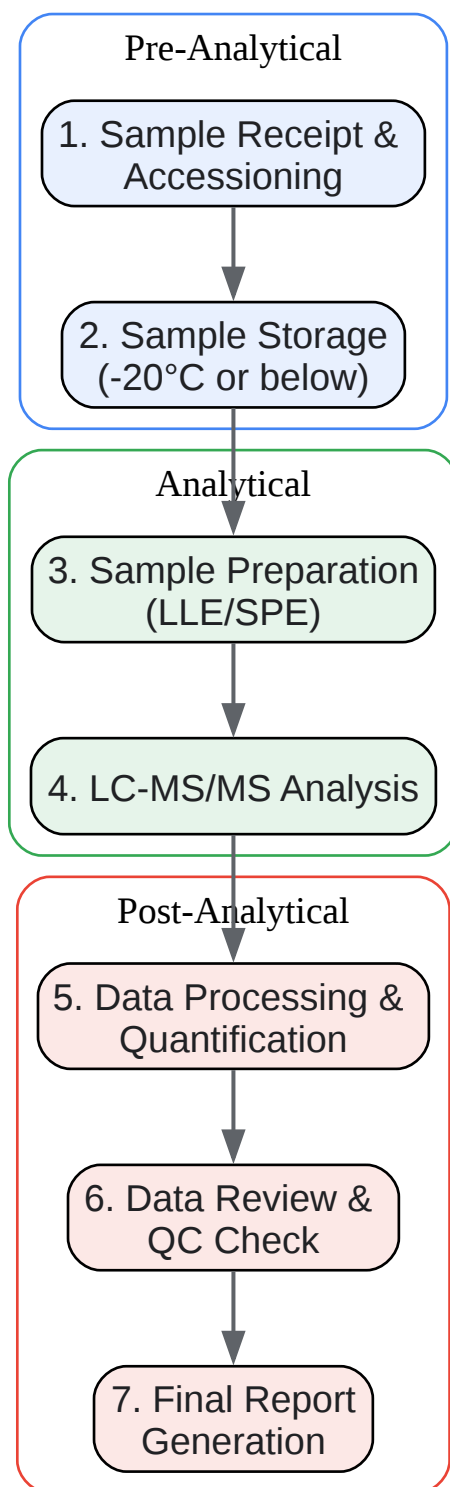 Pre-Analytical
1. Sample Receipt &
Accessioning
2. Sample Storage
(-20°C or below)
Analytical
3. Sample Preparation
(LLE/SPE)
4. LC-MS/MS Analysis
Post-Analytical
5. Data Processing &
Quantification
6. Data Review &
QC Check
7. Final Report
Generation